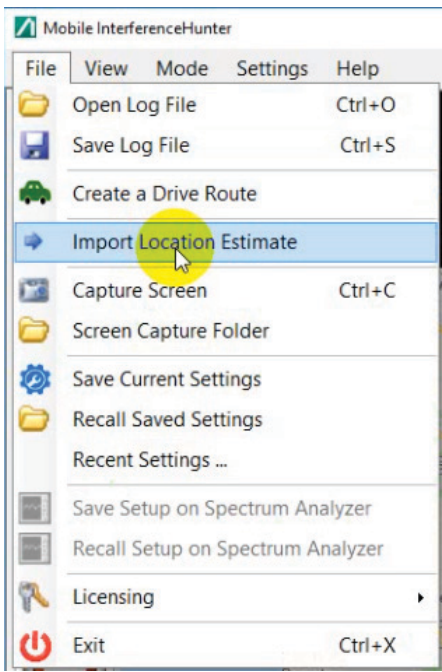 Mobile InterferenceHunter
File View Mode Settings Help
Open Log File Ctrl+O
Save Log File Ctrl+S
Create a Drive Route
Import Location Estimate
Capture Screen Ctrl+C
Screen Capture Folder
Save Current Settings
Recall Saved Settings
Recent Settings ...
Save Setup on Spectrum Analyzer
Recall Setup on Spectrum Analyzer
Licensing
Exit Ctrl+X